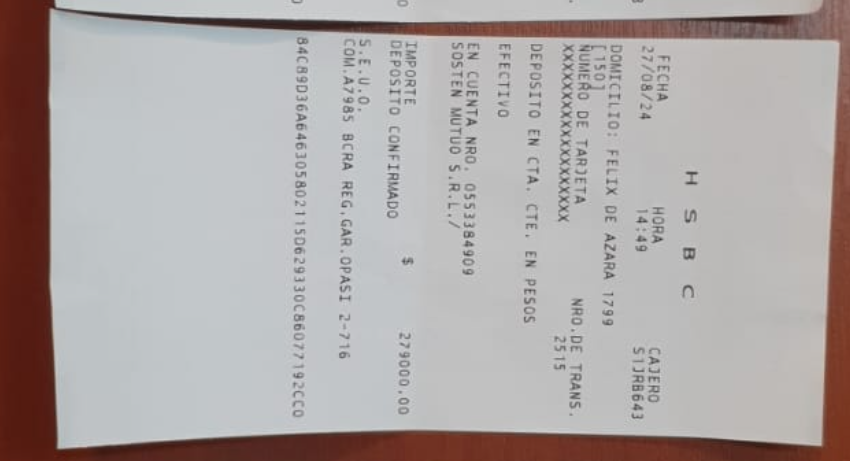 H S B C
FECHA HORA CAJERO
27/08/24 14:49 S1JRB643
DOMICILIO: FELIX DE AZARA 1799
[150]
NUMERO DE TARJETA NRO.DE TRANS.
XXXXXXXXXXXXXXXXXXX 2515
DEPOSITO EN CTA. CTE. EN PESOS
EFECTIVO
EN CUENTA NRO. 0553384909
SOSTEN MUTUO S.R.L./
IMPORTE
DEPOSITO CONFIRMADO $ 279000,00
S.E.U.O.
COM.A7985 BCRA REG.GAR.OPASI 2-716
84C89D36A6463058021150629330C86077192CC0